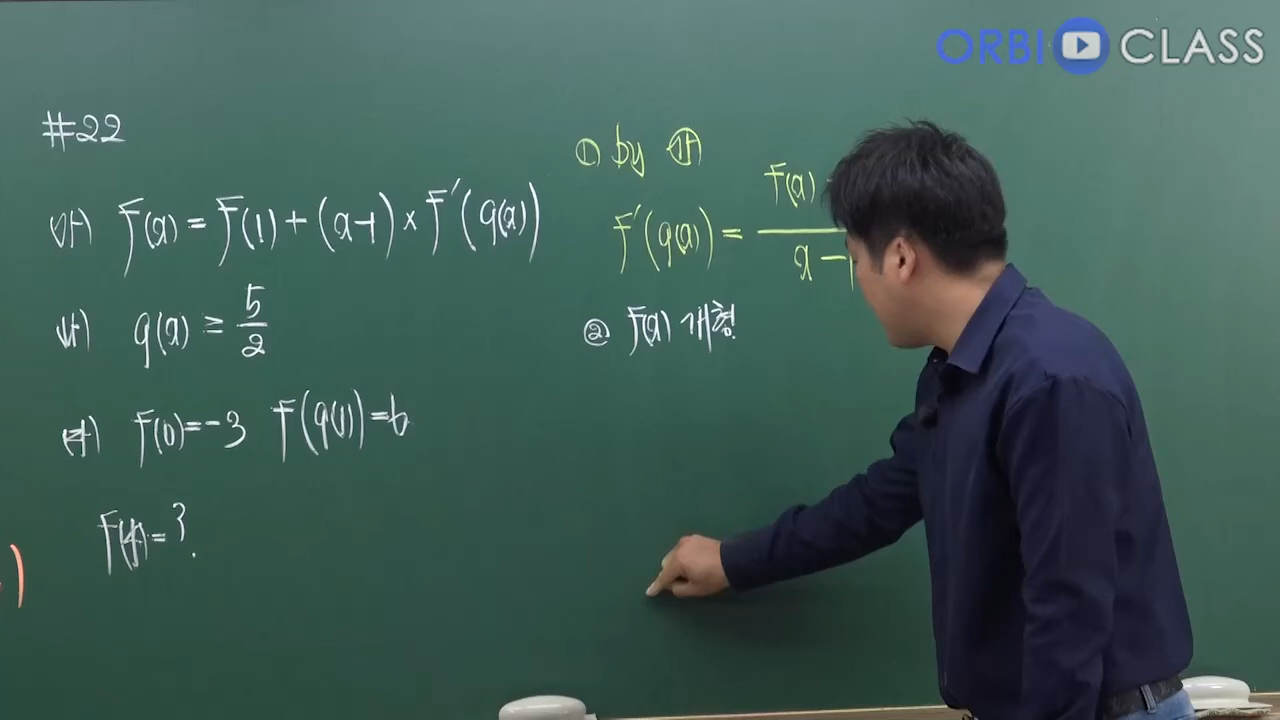 ORBI CLASS
#22
가) f(x) = f(1) + (x-1) × f'(g(x))
나) g(x) ≥ 5/2
다) f(0) = -3 f(g(1)) = 6
f(4) = ?
① by ㉮
f'(g(x)) = f(x) - / x-1
② f(x) 개형.
)